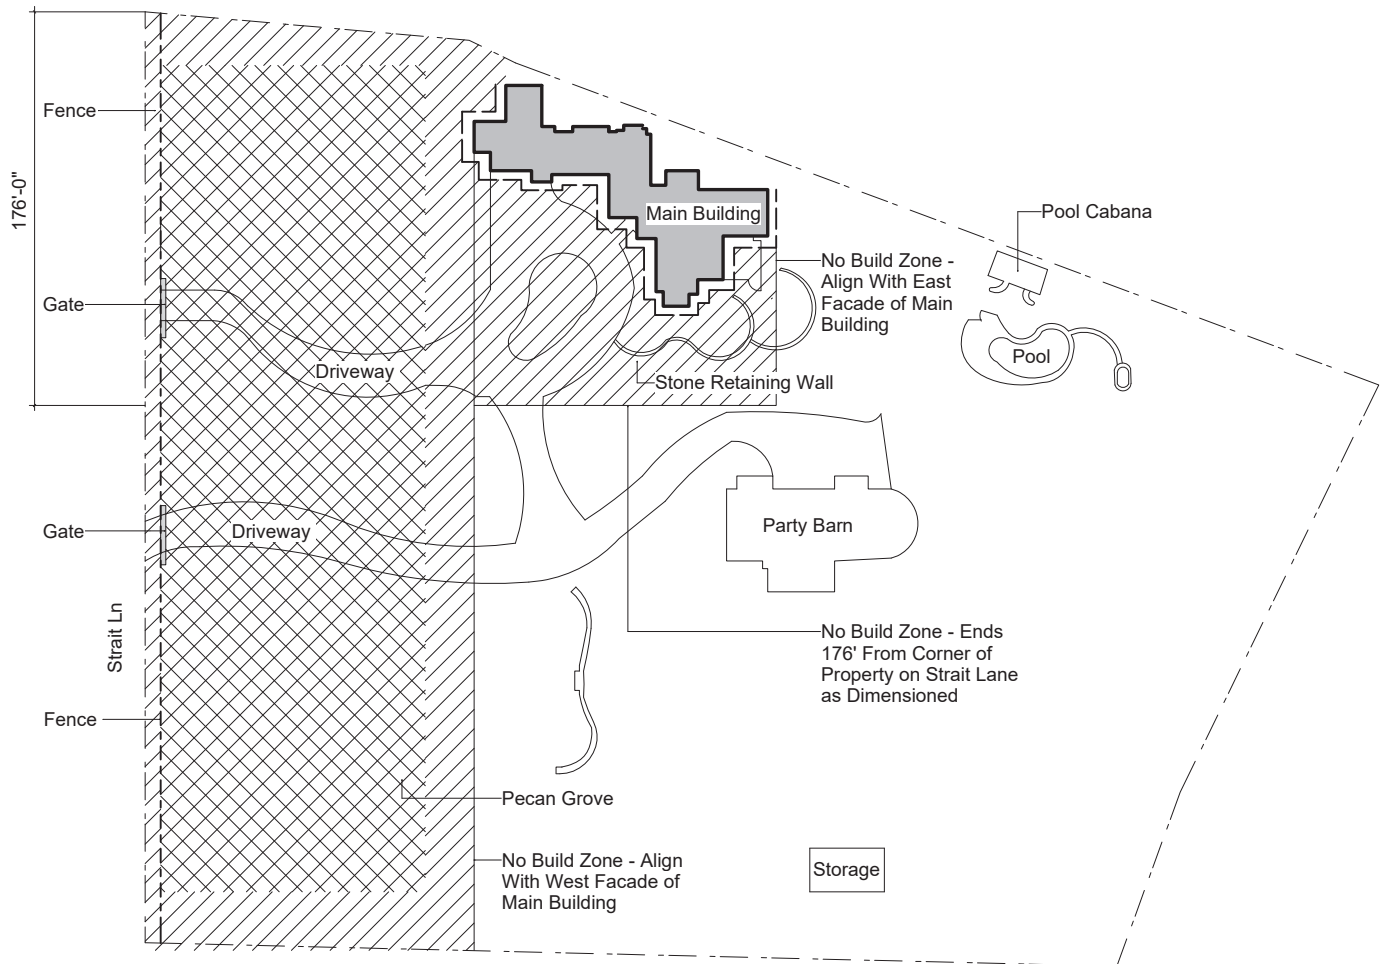 Fence
176'-0"
Main Building
Pool Cabana
No Build Zone -
Align With East
Facade of Main
Building
Gate
Driveway
Pool
Stone Retaining Wall
Gate
Driveway
Party Barn
Strait Ln
No Build Zone - Ends
176' From Corner of
Property on Strait Lane
as Dimensioned
Fence
Pecan Grove
No Build Zone - Align
With West Facade of
Main Building
Storage